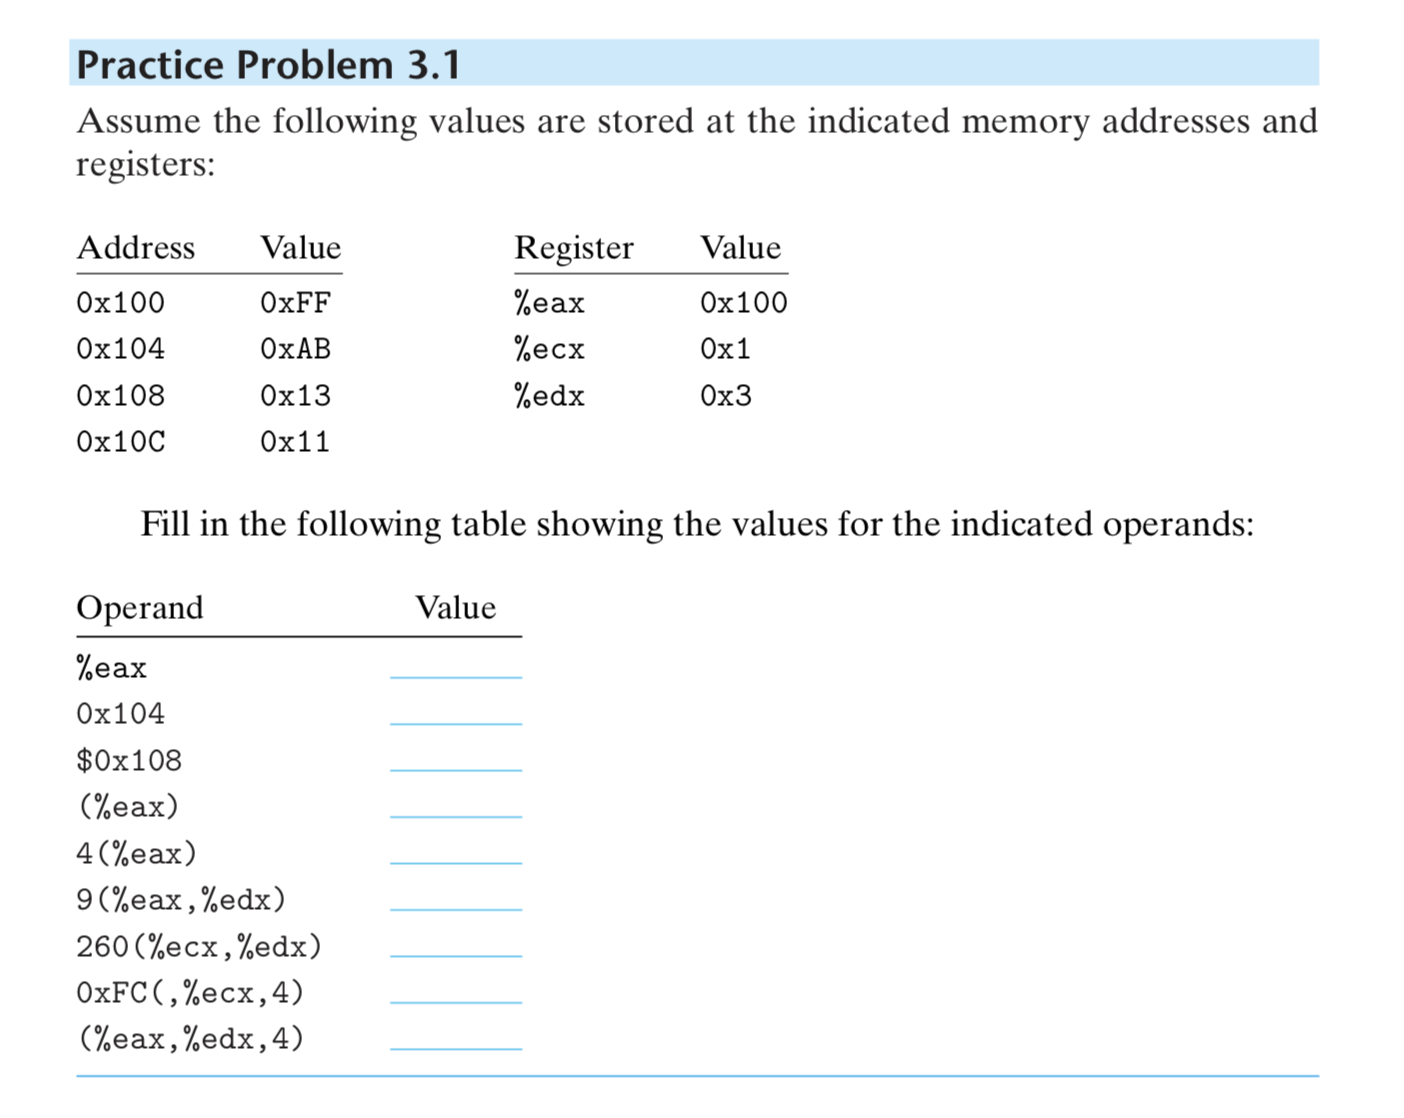 Practice Problem 3.1
Assume the following values are stored at the indicated memory addresses and
registers:
Address Value Register Value
0x100 0xFF %eax 0x100
0x104 0xAB %ecx 0x1
0x108 0x13 %edx 0x3
0x10C 0x11
Fill in the following table showing the values for the indicated operands:
Operand Value
%eax
0x104
$0x108
(%eax)
4(%eax)
9(%eax,%edx)
260(%ecx,%edx)
0xFC(,%ecx,4)
(%eax,%edx,4)